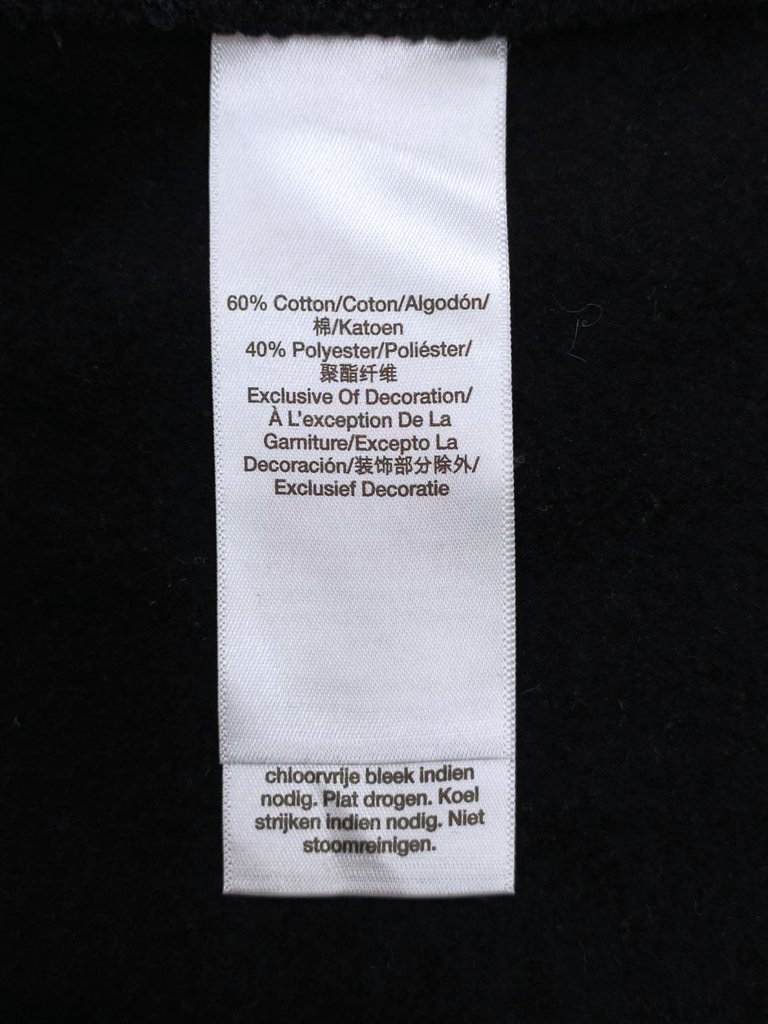 60% Cotton/Coton/Algodón/
棉/Katoen
40% Polyester/Poliéster/
聚酯纤维
Exclusive Of Decoration/
À L'exception De La
Garniture/Excepto La
Decoración/装饰部分除外/
Exclusief Decoratie
chloorvrije bleek indien
nodig. Plat drogen. Koel
strijken indien nodig. Niet
stoomreinigen.